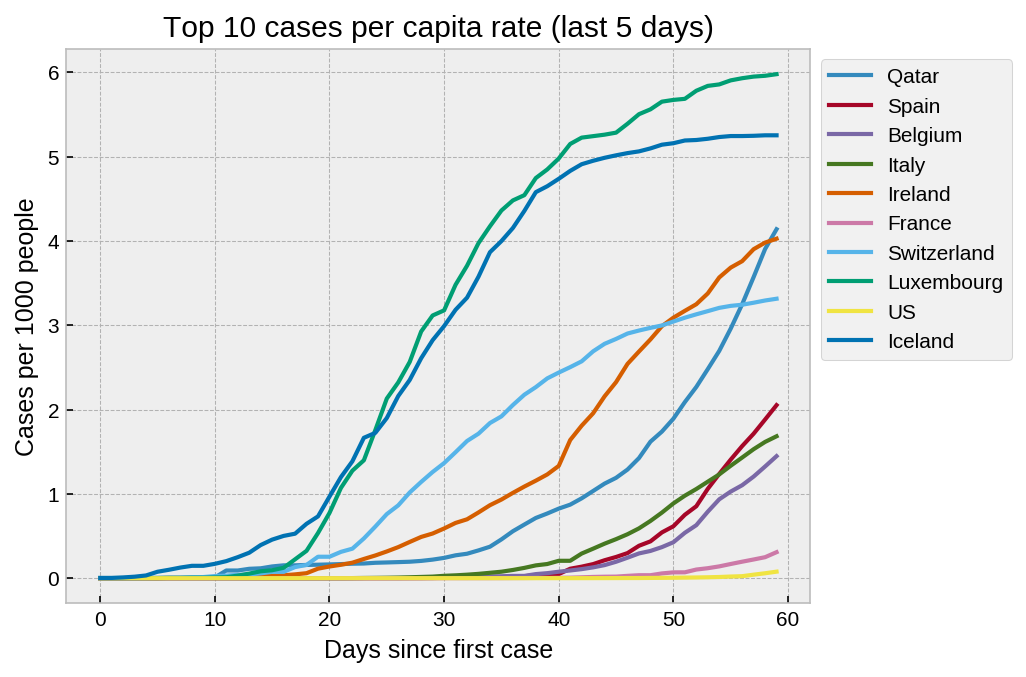 Top 10 cases per capita rate (last 5 days)
Cases per 1000 people
6
5
4
3
2
1
0
0 10 20 30 40 50 60
Days since first case
Qatar
Spain
Belgium
Italy
Ireland
France
Switzerland
Luxembourg
US
Iceland